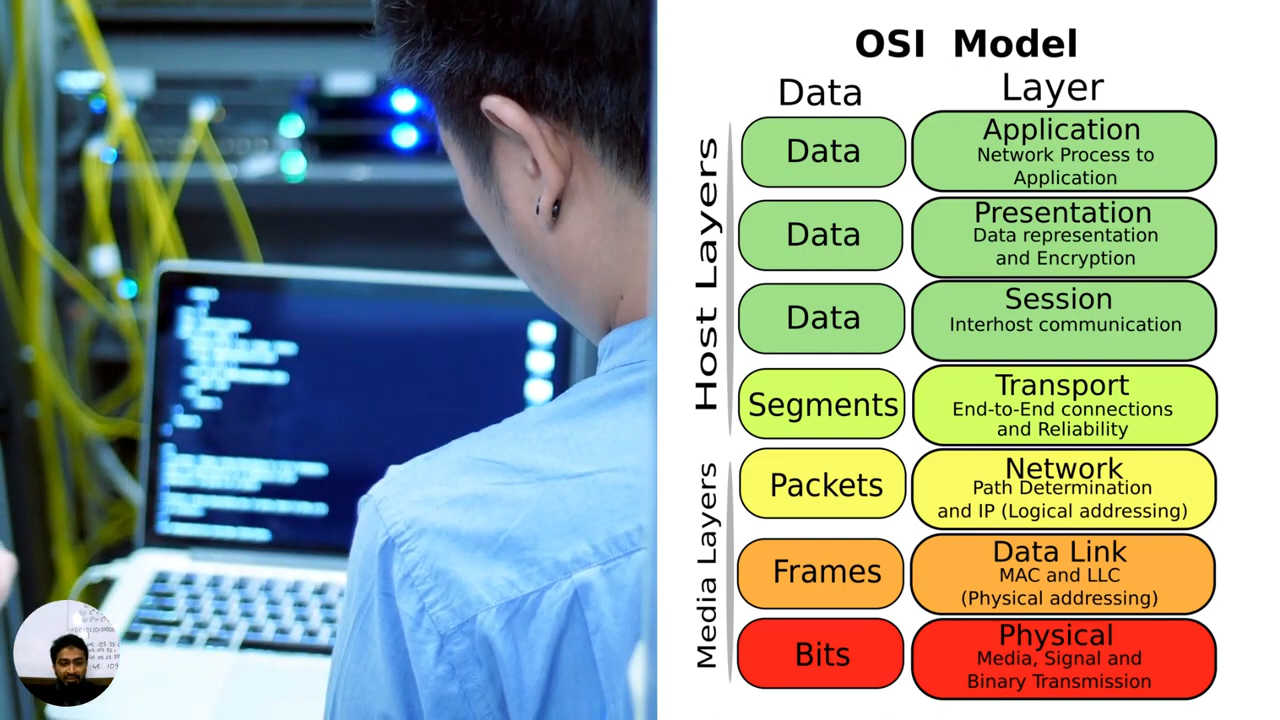 OSI Model
Data Layer
Host Layers
Data
Application
Network Process to
Application
Data
Presentation
Data representation
and Encryption
Data
Session
Interhost communication
Segments
Transport
End-to-End connections
and Reliability
Media Layers
Packets
Network
Path Determination
and IP (Logical addressing)
Frames
Data Link
MAC and LLC
(Physical addressing)
Bits
Physical
Media, Signal and
Binary Transmission